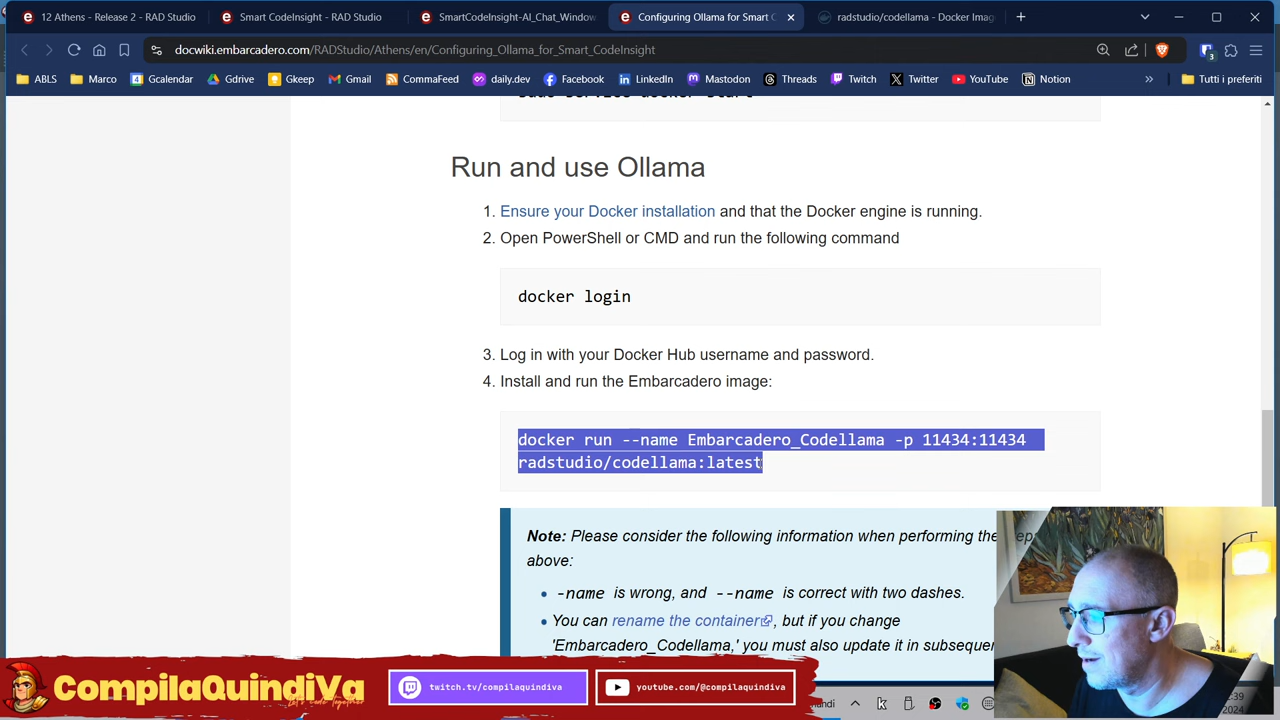 12 Athens - Release 2 - RAD Studio
Smart CodeInsight - RAD Studio
SmartCodeInsight-AI_Chat_Window
Configuring Ollama for Smart C
radstudio/codellama - Docker Imag
docwiki.embarcadero.com/RADStudio/Athens/en/Configuring_Ollama_for_Smart_CodeInsight
ABLS
Marco
Gcalendar
Gdrive
Gkeep
Gmail
CommaFeed
daily.dev
Facebook
LinkedIn
Mastodon
Threads
Twitch
Twitter
YouTube
Notion
Tutti i preferiti
Run and use Ollama
1. Ensure your Docker installation and that the Docker engine is running.
2. Open PowerShell or CMD and run the following command
docker login
3. Log in with your Docker Hub username and password.
4. Install and run the Embarcadero image:
docker run --name Embarcadero_Codellama -p 11434:11434
radstudio/codellama:latest
Note: Please consider the following information when performing the
above:
-name is wrong, and --name is correct with two dashes.
You can rename the container, but if you change
'Embarcadero_Codellama,' you must also update it in subsequen
CompilaQuindiVa
Let's code together
twitch.tv/compilaquindiva
youtube.com/@compilaquindiva